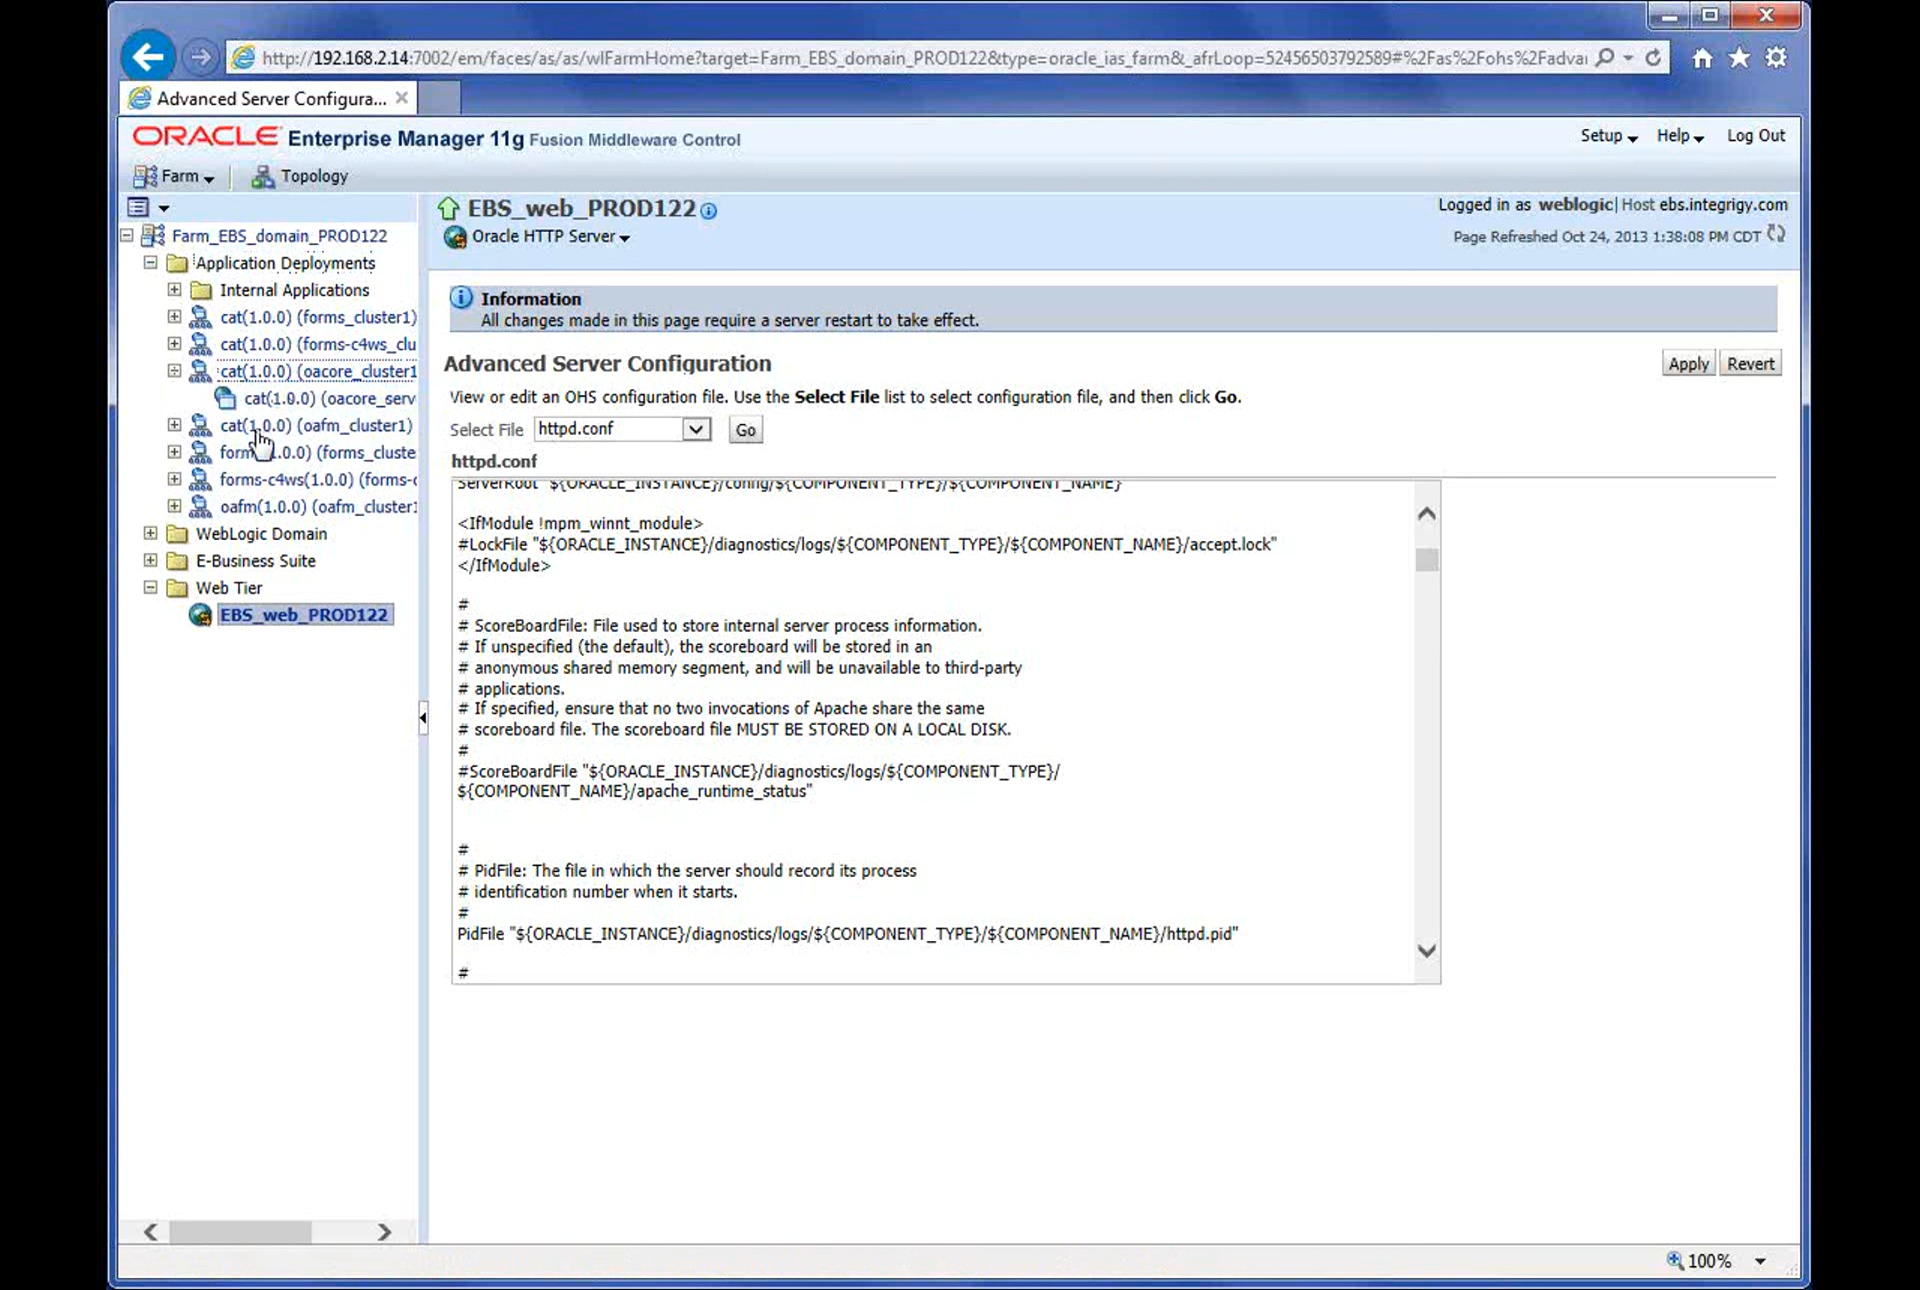 http://192.168.2.14:7002/em/faces/as/as/wlFarmHome?target=Farm_EBS_domain_PROD122&type=oracle_ias_farm&_afrLoop=52456503792589#%2Fas%2Fohs%2Fadvai
Advanced Server Configura...
ORACLE Enterprise Manager 11g Fusion Middleware Control
Setup Help Log Out
Farm Topology
EBS_web_PROD122
Logged in as weblogic| Host ebs.integrigy.com
Oracle HTTP Server
Page Refreshed Oct 24, 2013 1:38:08 PM CDT
Farm_EBS_domain_PROD122
Application Deployments
Internal Applications
cat(1.0.0) (forms_cluster1)
cat(1.0.0) (forms-c4ws_clu
cat(1.0.0) (oacore_cluster1
cat(1.0.0) (oacore_serv
cat(1.0.0) (oafm_cluster1)
form 1.0.0) (forms_cluste
forms-c4ws(1.0.0) (forms-c
oafm(1.0.0) (oafm_cluster1
WebLogic Domain
E-Business Suite
Web Tier
EBS_web_PROD122
Information
All changes made in this page require a server restart to take effect.
Advanced Server Configuration
Apply Revert
View or edit an OHS configuration file. Use the Select File list to select configuration file, and then click Go.
Select File httpd.conf Go
httpd.conf
ServerRoot "${ORACLE_INSTANCE}/config/${COMPONENT_TYPE}/${COMPONENT_NAME}"
<IfModule !mpm_winnt_module>
#LockFile "${ORACLE_INSTANCE}/diagnostics/logs/${COMPONENT_TYPE}/${COMPONENT_NAME}/accept.lock"
</IfModule>
#
# ScoreBoardFile: File used to store internal server process information.
# If unspecified (the default), the scoreboard will be stored in an
# anonymous shared memory segment, and will be unavailable to third-party
# applications.
# If specified, ensure that no two invocations of Apache share the same
# scoreboard file. The scoreboard file MUST BE STORED ON A LOCAL DISK.
#
#ScoreBoardFile "${ORACLE_INSTANCE}/diagnostics/logs/${COMPONENT_TYPE}/
${COMPONENT_NAME}/apache_runtime_status"
#
# PidFile: The file in which the server should record its process
# identification number when it starts.
#
PidFile "${ORACLE_INSTANCE}/diagnostics/logs/${COMPONENT_TYPE}/${COMPONENT_NAME}/httpd.pid"
#
100%